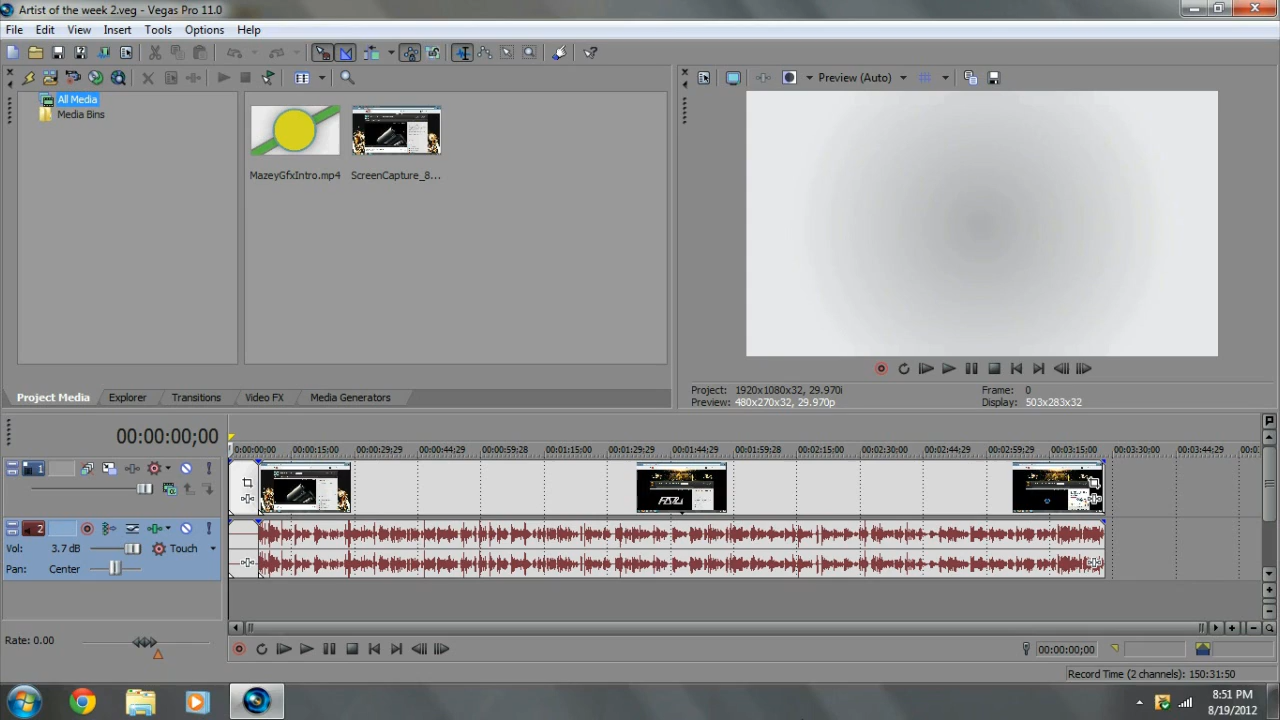 Artist of the week 2.veg - Vegas Pro 11.0
File Edit View Insert Tools Options Help
Preview (Auto)
All Media
Media Bins
MazeyGfxIntro.mp4 ScreenCapture_8...
Project: 1920x1080x32, 29.970i Frame: 0
Preview: 480x270x32, 29.970p Display: 503x283x32
Project Media Explorer Transitions Video FX Media Generators
00:00:00;00
0:00:00:00 00:00:15:00 00:00:29:29 00:00:44:29 00:00:59:28 00:01:15:00 00:01:29:29 00:01:44:29 00:01:59:28 00:02:15:00 00:02:30:00 00:02:44:29 00:02:59:29 00:03:15:00 00:03:30:00 00:03:44:29
1
2
Vol: 3.7 dB Touch
Pan: Center
Rate: 0.00
00:00:00;00
Record Time (2 channels): 150:31:50
8:51 PM
8/19/2012